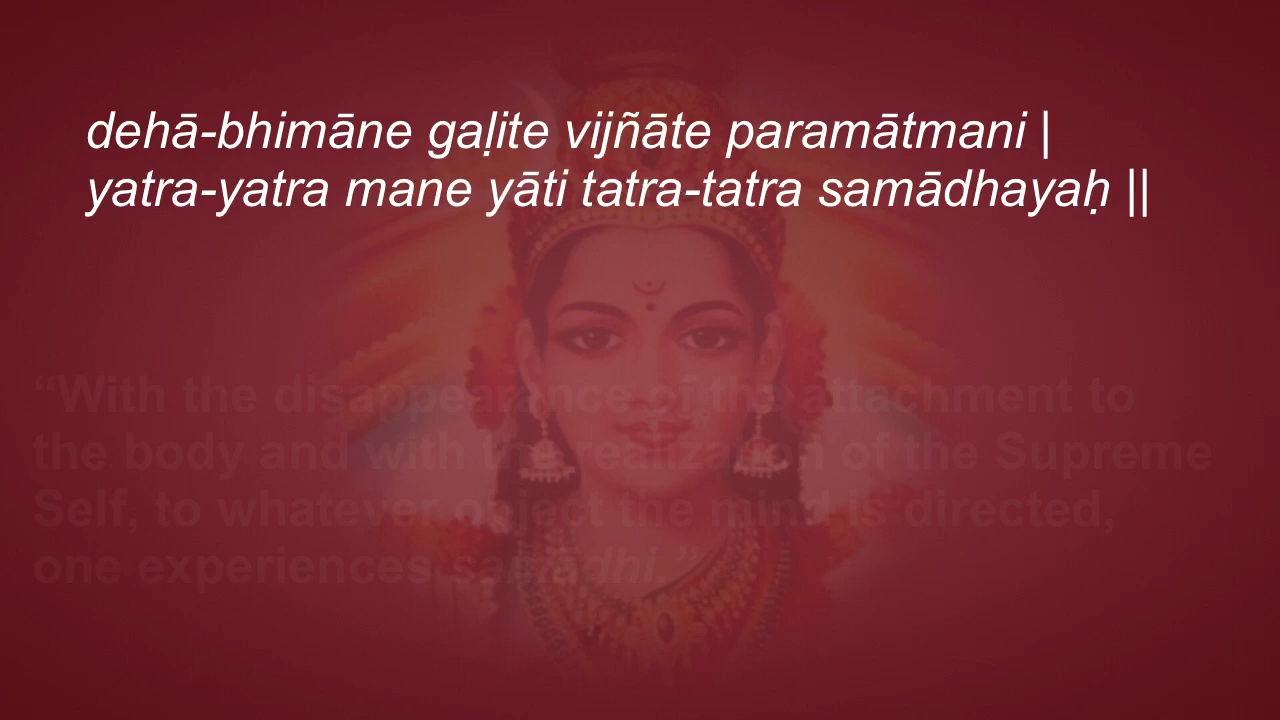 dehā-bhimāne gaḷite vijñāte paramātmani |
yatra-yatra mane yāti tatra-tatra samādhayaḥ ||
“With the disappearance of the attachment to
the body and with the realization of the Supreme
Self, to whatever object the mind is directed,
one experiences samādhi.”